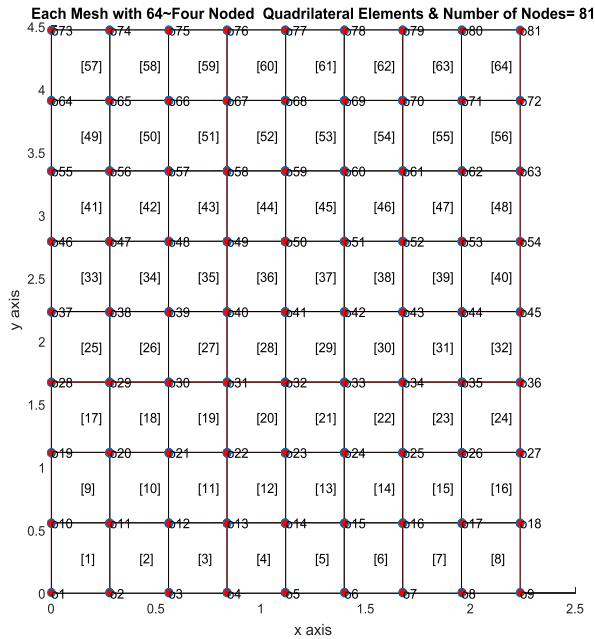 Each Mesh with 64~Four Noded Quadrilateral Elements & Number of Nodes= 81
4.5 73 74 75 76 77 78 79 80 81
[57] [58] [59] [60] [61] [62] [63] [64]
4 64 65 66 67 68 69 70 71 72
[49] [50] [51] [52] [53] [54] [55] [56]
3.5 55 56 57 58 59 60 61 62 63
[41] [42] [43] [44] [45] [46] [47] [48]
3 46 47 48 49 50 51 52 53 54
[33] [34] [35] [36] [37] [38] [39] [40]
2.5
37 38 39 40 41 42 43 44 45
[25] [26] [27] [28] [29] [30] [31] [32]
2
28 29 30 31 32 33 34 35 36
1.5
[17] [18] [19] [20] [21] [22] [23] [24]
19 20 21 22 23 24 25 26 27
1
[9] [10] [11] [12] [13] [14] [15] [16]
10 11 12 13 14 15 16 17 18
0.5
[1] [2] [3] [4] [5] [6] [7] [8]
0 1 2 3 4 5 6 7 8 9
0 0.5 1 1.5 2 2.5
x axis
y axis